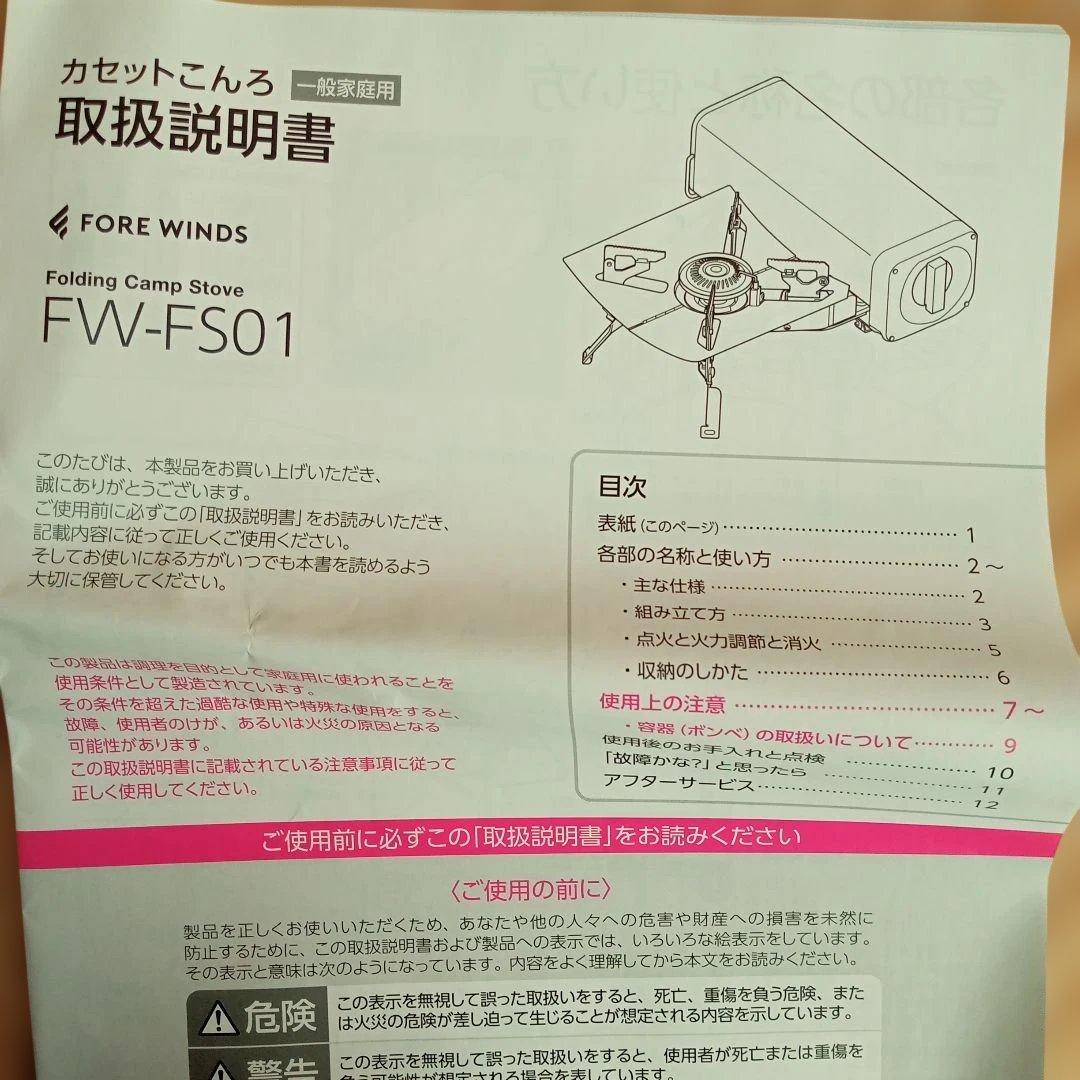 カセットこんろ 一般家庭用
取扱説明書
FORE WINDS
Folding Camp Stove
FW-FS01
このたびは、本製品をお買い上げいただき、
誠にありがとうございます。
ご使用前に必ずこの「取扱説明書」をお読みいただき、
記載内容に従って正しくご使用ください。
そしてお使いになる方がいつでも本書を読めるよう
大切に保管してください。
この製品は調理を目的として家庭用に使われることを
使用条件として製造されています。
その条件を超えた過酷な使用や特殊な使用をすると、
故障、使用者のけが、あるいは火災の原因となる
可能性があります。
この取扱説明書に記載されている注意事項に従って
正しく使用してください。
目次
表紙(このページ)‥‥‥‥‥‥‥‥‥‥‥‥ 1
各部の名称と使い方 ‥‥‥‥‥‥‥‥‥ 2〜
・主な仕様‥‥‥‥‥‥‥‥‥‥‥‥‥ 2
・組み立て方‥‥‥‥‥‥‥‥‥‥‥‥ 3
・点火と火力調節と消火 ‥‥‥‥‥‥‥ 5
・収納のしかた ‥‥‥‥‥‥‥‥‥‥‥ 6
使用上の注意 ‥‥‥‥‥‥‥‥‥‥‥‥ 7〜
・容器(ボンベ)の取扱いについて‥‥‥‥ 9
使用後のお手入れと点検 ‥‥‥‥‥‥‥ 10
「故障かな?」と思ったら ‥‥‥‥‥‥‥ 11
アフターサービス‥‥‥‥‥‥‥‥‥‥‥ 12
ご使用前に必ずこの「取扱説明書」をお読みください
〈ご使用の前に〉
製品を正しくお使いいただくため、あなたや他の人々への危害や財産への損害を未然に
防止するために、この取扱説明書および製品への表示では、いろいろな絵表示をしています。
その表示と意味は次のようになっています。内容をよく理解してから本文をお読みください。
危険
この表示を無視して誤った取扱いをすると、死亡、重傷を負う危険、また
は火災の危険が差し迫って生じることが想定される内容を示しています。
警告
この表示を無視して誤った取扱いをすると、使用者が死亡または重傷を
負う可能性が想定される場合を表しています。